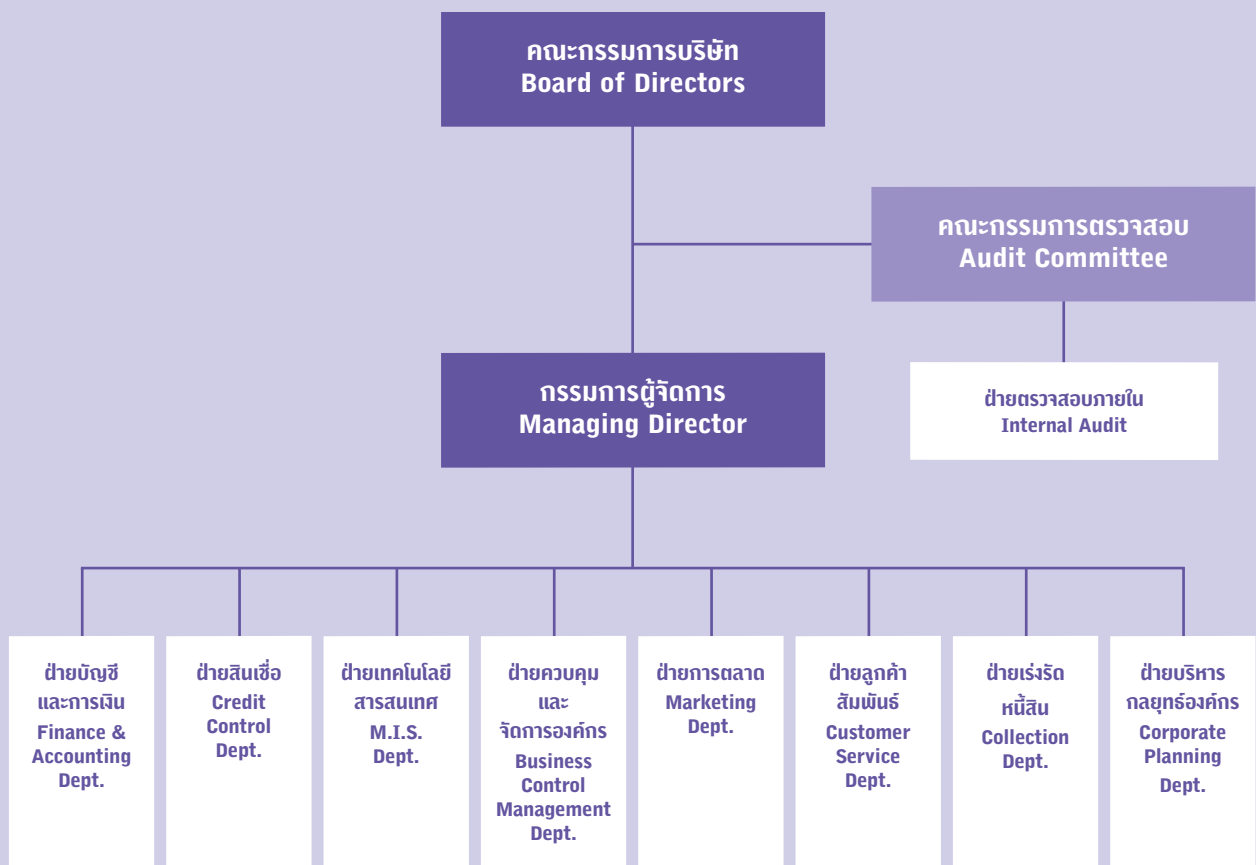 คณะกรรมการบริษัท
Board of Directors
คณะกรรมการตรวจสอบ
Audit Committee
กรรมการผู้จัดการ
Managing Director
ฝ่ายตรวจสอบภายใน
Internal Audit
ฝ่ายบัญชี
และการเงิน
Finance &
Accounting
Dept.
ฝ่ายสินเชื่อ
Credit
Control
Dept.
ฝ่ายเทคโนโลยี
สารสนเทศ
M.I.S.
Dept.
ฝ่ายควบคุม
และ
จัดการองค์กร
Business
Control
Management
Dept.
ฝ่ายการตลาด
Marketing
Dept.
ฝ่ายลูกค้า
สัมพันธ์
Customer
Service
Dept.
ฝ่ายเร่งรัด
หนี้สิน
Collection
Dept.
ฝ่ายบริหาร
กลยุทธ์องค์กร
Corporate
Planning
Dept.